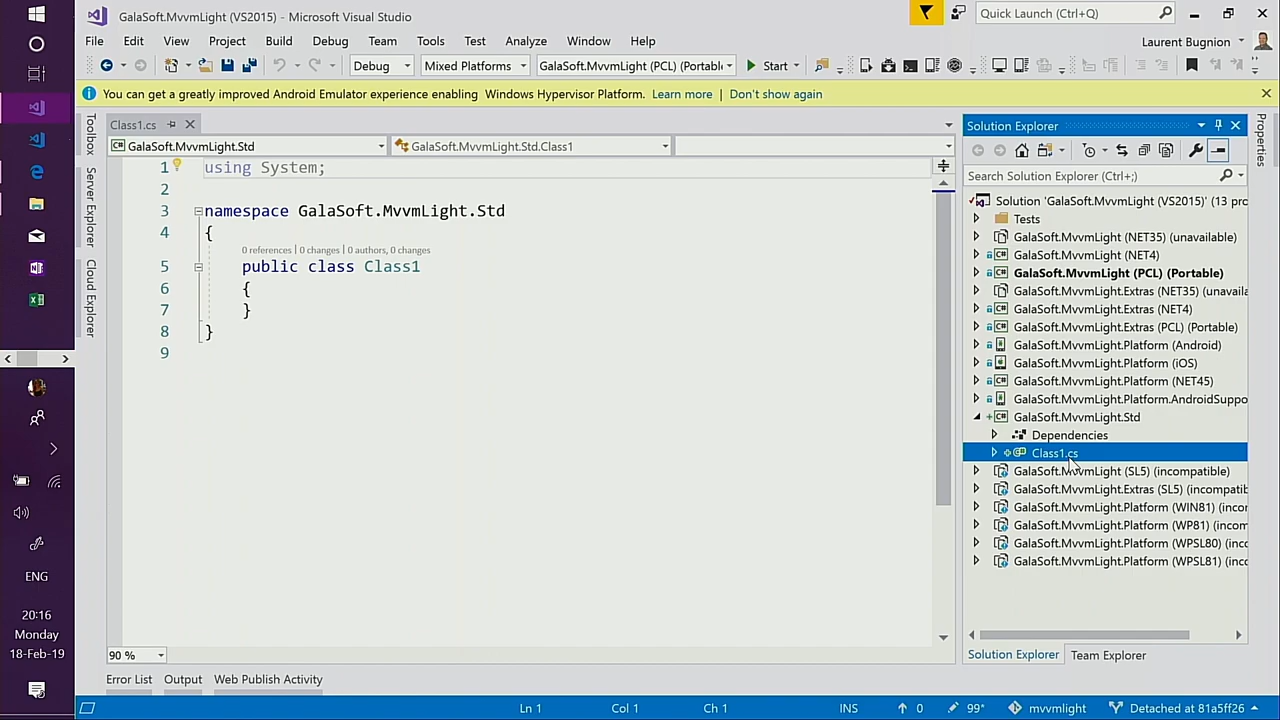 GalaSoft.MvvmLight (VS2015) - Microsoft Visual Studio
Quick Launch (Ctrl+Q)
File Edit View Project Build Debug Team Tools Test Analyze Window Help
Laurent Bugnion
Debug Mixed Platforms GalaSoft.MvvmLight (PCL) (Portabl Start
You can get a greatly improved Android Emulator experience enabling Windows Hypervisor Platform. Learn more | Don't show again
Toolbox
Server Explorer
Cloud Explorer
Class1.cs
GalaSoft.MvvmLight.Std
GalaSoft.MvvmLight.Std.Class1
1 using System;
2
3 namespace GalaSoft.MvvmLight.Std
4 {
0 references | 0 changes | 0 authors, 0 changes
5 public class Class1
6 {
7 }
8 }
9
90 %
Solution Explorer
Search Solution Explorer (Ctrl+;)
Solution 'GalaSoft.MvvmLight (VS2015)' (13 pro
Tests
GalaSoft.MvvmLight (NET35) (unavailable)
GalaSoft.MvvmLight (NET4)
GalaSoft.MvvmLight (PCL) (Portable)
GalaSoft.MvvmLight.Extras (NET35) (unavaila
GalaSoft.MvvmLight.Extras (NET4)
GalaSoft.MvvmLight.Extras (PCL) (Portable)
GalaSoft.MvvmLight.Platform (Android)
GalaSoft.MvvmLight.Platform (iOS)
GalaSoft.MvvmLight.Platform (NET45)
GalaSoft.MvvmLight.Platform.AndroidSuppo
GalaSoft.MvvmLight.Std
Dependencies
Class1.cs
GalaSoft.MvvmLight (SL5) (incompatible)
GalaSoft.MvvmLight.Extras (SL5) (incompatib
GalaSoft.MvvmLight.Platform (WIN81) (incor
GalaSoft.MvvmLight.Platform (WP81) (incom
GalaSoft.MvvmLight.Platform (WPSL80) (inco
GalaSoft.MvvmLight.Platform (WPSL81) (inco
Solution Explorer Team Explorer
Properties
Error List Output Web Publish Activity
Ln 1 Col 1 Ch 1 INS 0 99* mvvmlight Detached at 81a5ff26
ENG
20:16
Monday
18-Feb-19